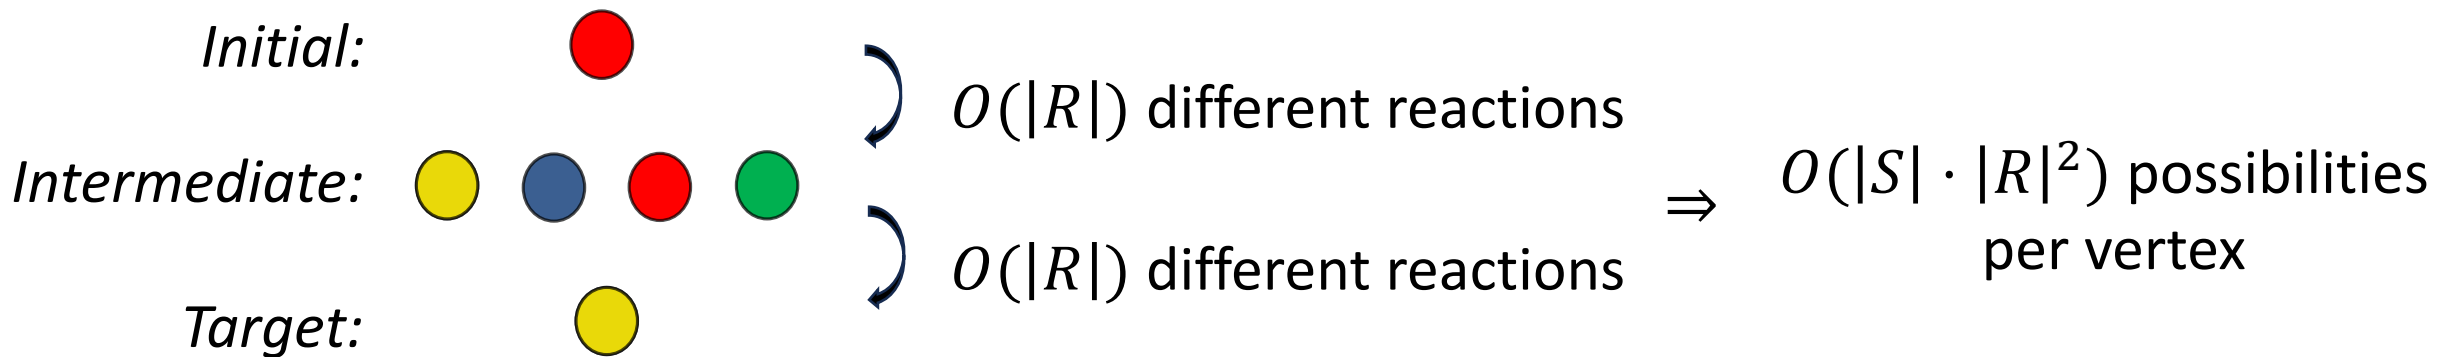 Initial:
O(|R|) different reactions
Intermediate:
⇒ O(|S| · |R|²) possibilities
per vertex
O(|R|) different reactions
Target: